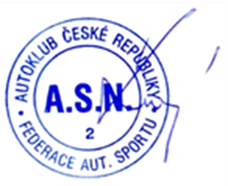 AUTOKLUB ČESKÉ REPUBLIKY
A.S.N.
2
• FEDERACE AUT. SPORTU •